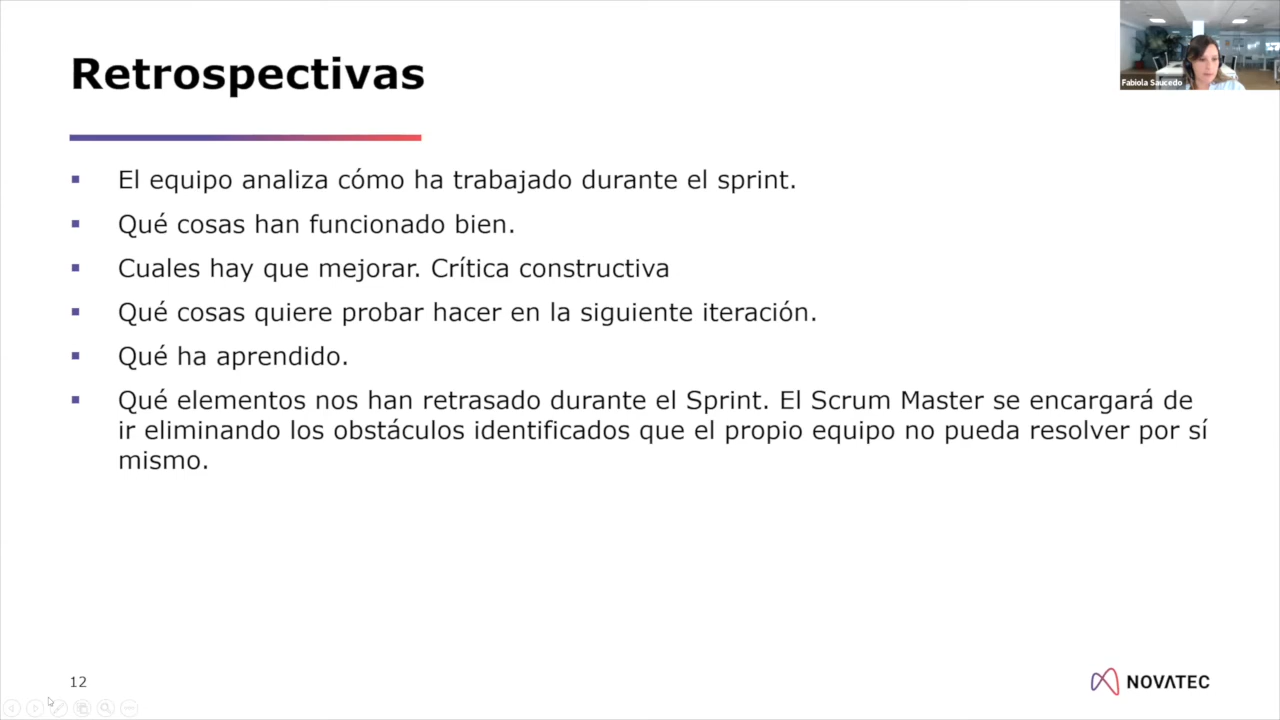 Retrospectivas
Fabiola Saucedo
El equipo analiza cómo ha trabajado durante el sprint.
Qué cosas han funcionado bien.
Cuales hay que mejorar. Crítica constructiva
Qué cosas quiere probar hacer en la siguiente iteración.
Qué ha aprendido.
Qué elementos nos han retrasado durante el Sprint. El Scrum Master se encargará de
ir eliminando los obstáculos identificados que el propio equipo no pueda resolver por sí
mismo.
12
NOVATEC